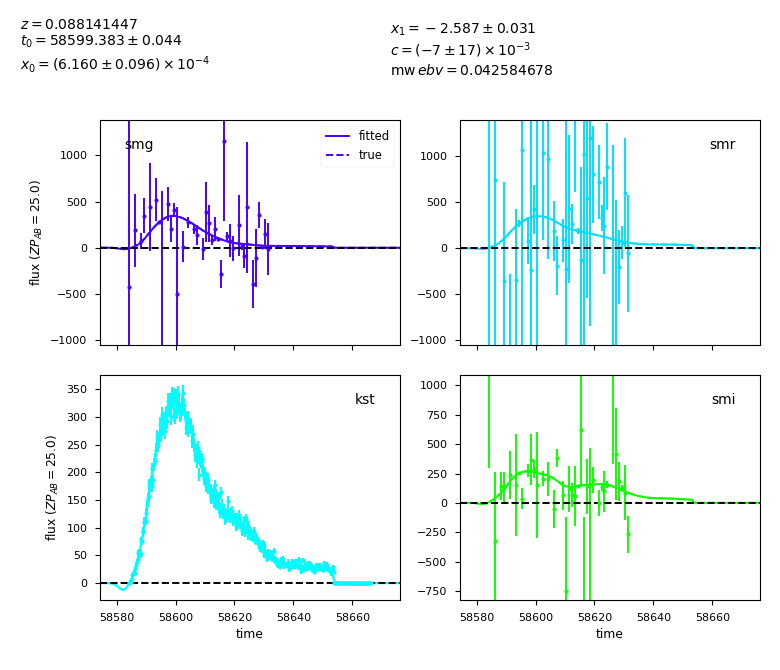 z = 0.088141447
t₀ = 58599.383 ± 0.044
x₀ = (6.160 ± 0.096) × 10⁻⁴
x₁ = −2.587 ± 0.031
c = (−7 ± 17) × 10⁻³
mw ebv = 0.042584678
smg
fitted
true
1000
500
0
−500
−1000
flux (ZP_AB = 25.0)
smr
1000
500
0
−500
−1000
kst
350
300
250
200
150
100
50
0
flux (ZP_AB = 25.0)
58580 58600 58620 58640 58660
time
smi
1000
750
500
250
0
−250
−500
−750
58580 58600 58620 58640 58660
time